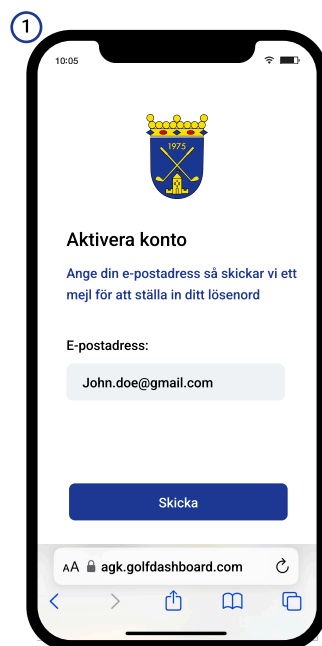 1
10:05
1975
Aktivera konto
Ange din e-postadress så skickar vi ett
mejl för att ställa in ditt lösenord
E-postadress:
John.doe@gmail.com
Skicka
AA agk.golfdashboard.com